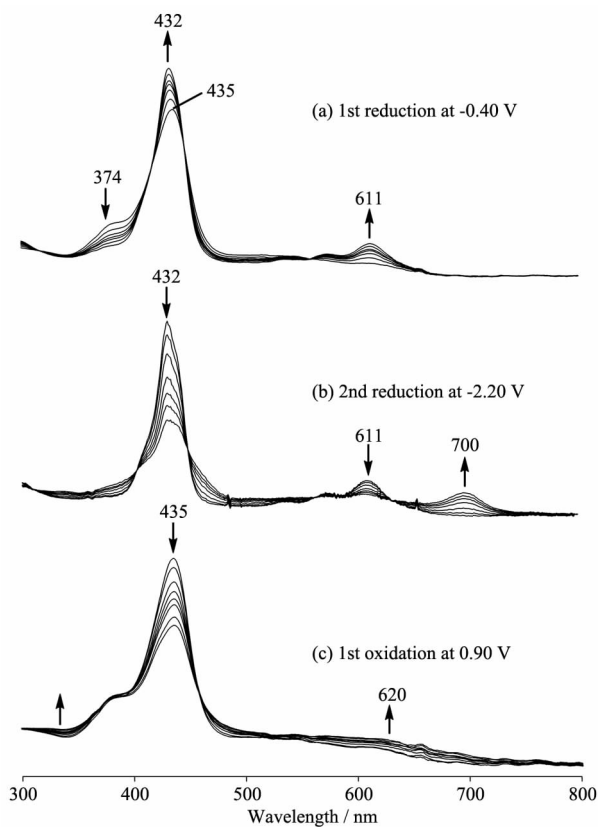 432
435
(a) 1st reduction at -0.40 V
374
611
432
(b) 2nd reduction at -2.20 V
611
700
435
(c) 1st oxidation at 0.90 V
620
300 400 500 600 700 800
Wavelength / nm